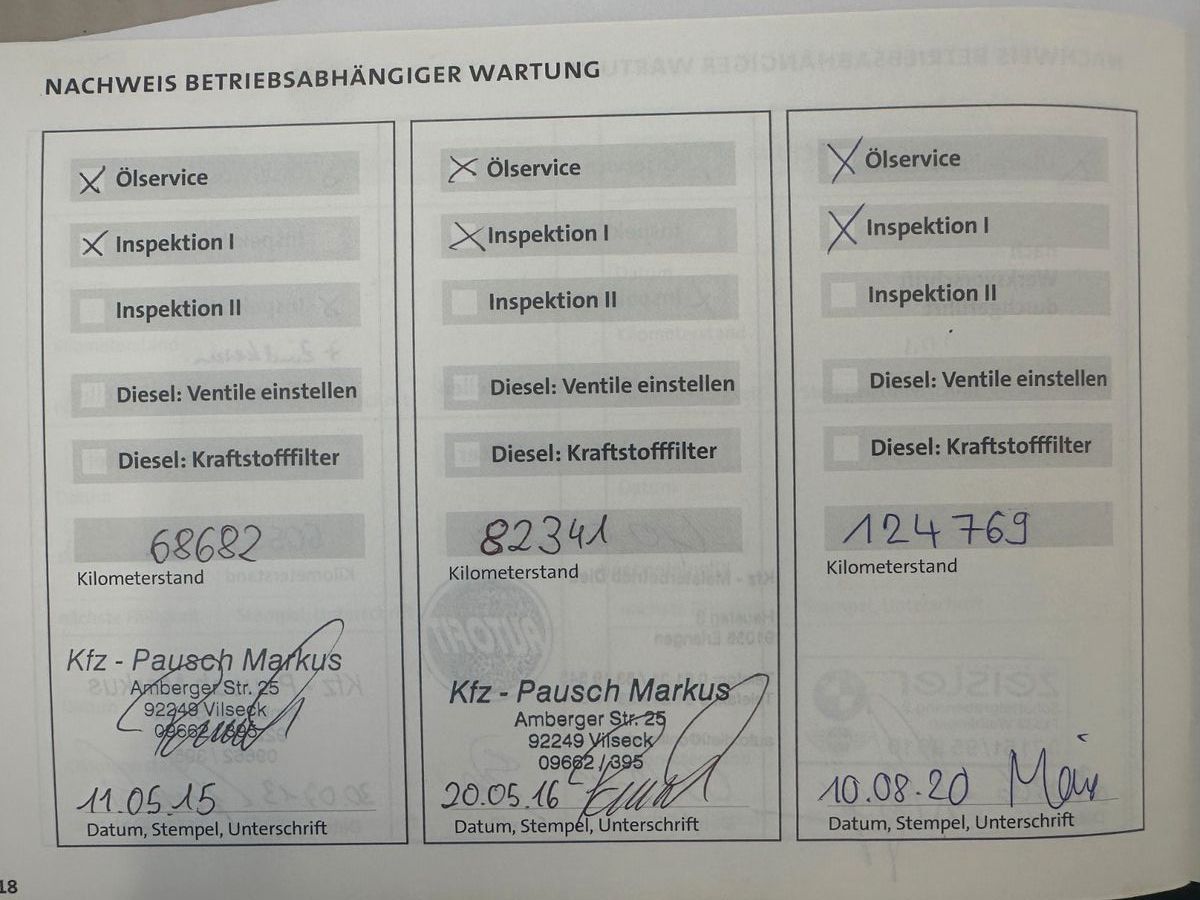 NACHWEIS BETRIEBSABHÄNGIGER WARTUNG
Ölservice
Inspektion I
Inspektion II
Diesel: Ventile einstellen
Diesel: Kraftstofffilter
68682
Kilometerstand
Kfz - Pausch Markus
Amberger Str. 25
92249 Vilseck
09662 / 395
11.05.15
Datum, Stempel, Unterschrift
Ölservice
Inspektion I
Inspektion II
Diesel: Ventile einstellen
Diesel: Kraftstofffilter
82341
Kilometerstand
Kfz - Pausch Markus
Amberger Str. 25
92249 Vilseck
09662 / 395
20.05.16
Datum, Stempel, Unterschrift
Ölservice
Inspektion I
Inspektion II
Diesel: Ventile einstellen
Diesel: Kraftstofffilter
124769
Kilometerstand
10.08.20
Datum, Stempel, Unterschrift
18